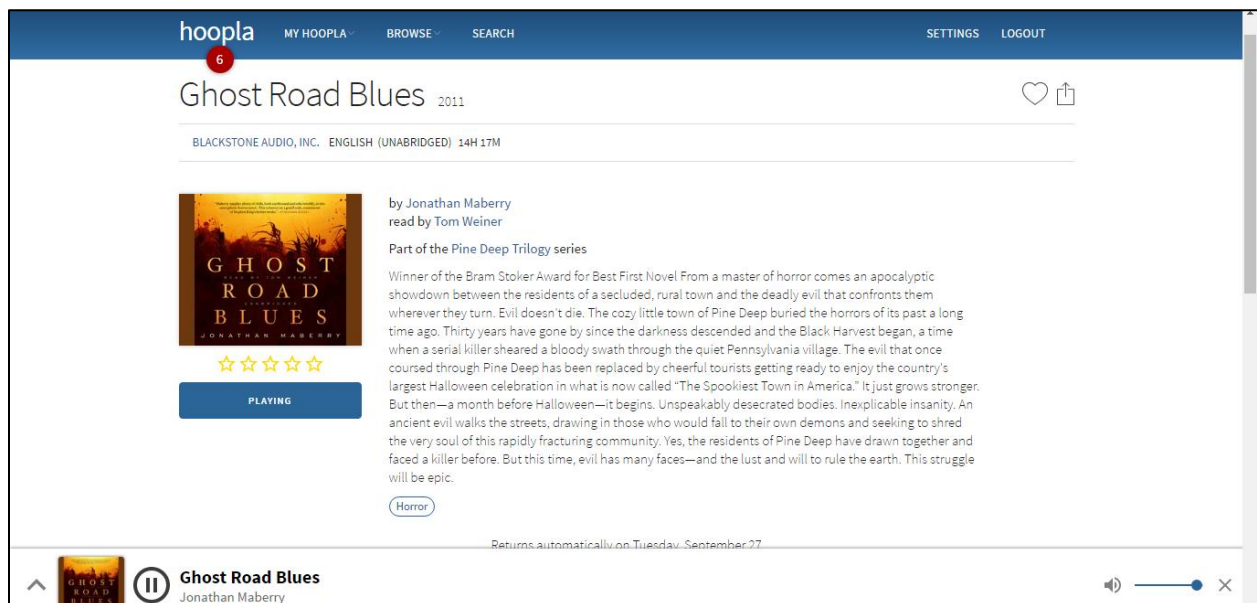 hoopla MY HOOPLA BROWSE SEARCH SETTINGS LOGOUT
6
Ghost Road Blues 2011
BLACKSTONE AUDIO, INC. ENGLISH (UNABRIDGED) 14H 17M
by Jonathan Maberry
read by Tom Weiner
Part of the Pine Deep Trilogy series
Winner of the Bram Stoker Award for Best First Novel From a master of horror comes an apocalyptic
showdown between the residents of a secluded, rural town and the deadly evil that confronts them
wherever they turn. Evil doesn't die. The cozy little town of Pine Deep buried the horrors of its past a long
time ago. Thirty years have gone by since the darkness descended and the Black Harvest began, a time
when a serial killer sheared a bloody swath through the quiet Pennsylvania village. The evil that once
coursed through Pine Deep has been replaced by cheerful tourists getting ready to enjoy the country's
largest Halloween celebration in what is now called "The Spookiest Town in America." It just grows stronger.
But then—a month before Halloween—it begins. Unspeakably desecrated bodies. Inexplicable insanity. An
ancient evil walks the streets, drawing in those who would fall to their own demons and seeking to shred
the very soul of this rapidly fracturing community. Yes, the residents of Pine Deep have drawn together and
faced a killer before. But this time, evil has many faces—and the lust and will to rule the earth. This struggle
will be epic.
Horror
GHOST
READ BY TOM WEINER
ROAD
UNABRIDGED
BLUES
JONATHAN MABERRY
PLAYING
Returns automatically on Tuesday, September 27
GHOST
ROAD
BLUES
Ghost Road Blues
Jonathan Maberry